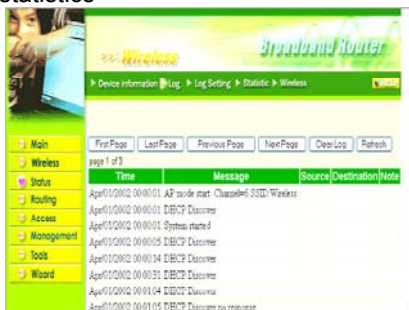 statistics
Wireless
Broadband Router
Device information Log Log Setting Statistic Wireless HELP
Main
Wireless
Status
Routing
Access
Management
Tools
Wizard
First Page Last Page Previous Page Next Page Clear Log Refresh
page 1 of 3
Time Message Source Destination Note
Apr/01/2002 00:00:01 AP mode start Channel=6 SSID Wireless
Apr/01/2002 00:00:01 DHCP Discover
Apr/01/2002 00:00:01 System started
Apr/01/2002 00:00:05 DHCP Discover
Apr/01/2002 00:00:14 DHCP Discover
Apr/01/2002 00:00:31 DHCP Discover
Apr/01/2002 00:01:04 DHCP Discover
Apr/01/2002 00:01:05 DHCP Discover no response